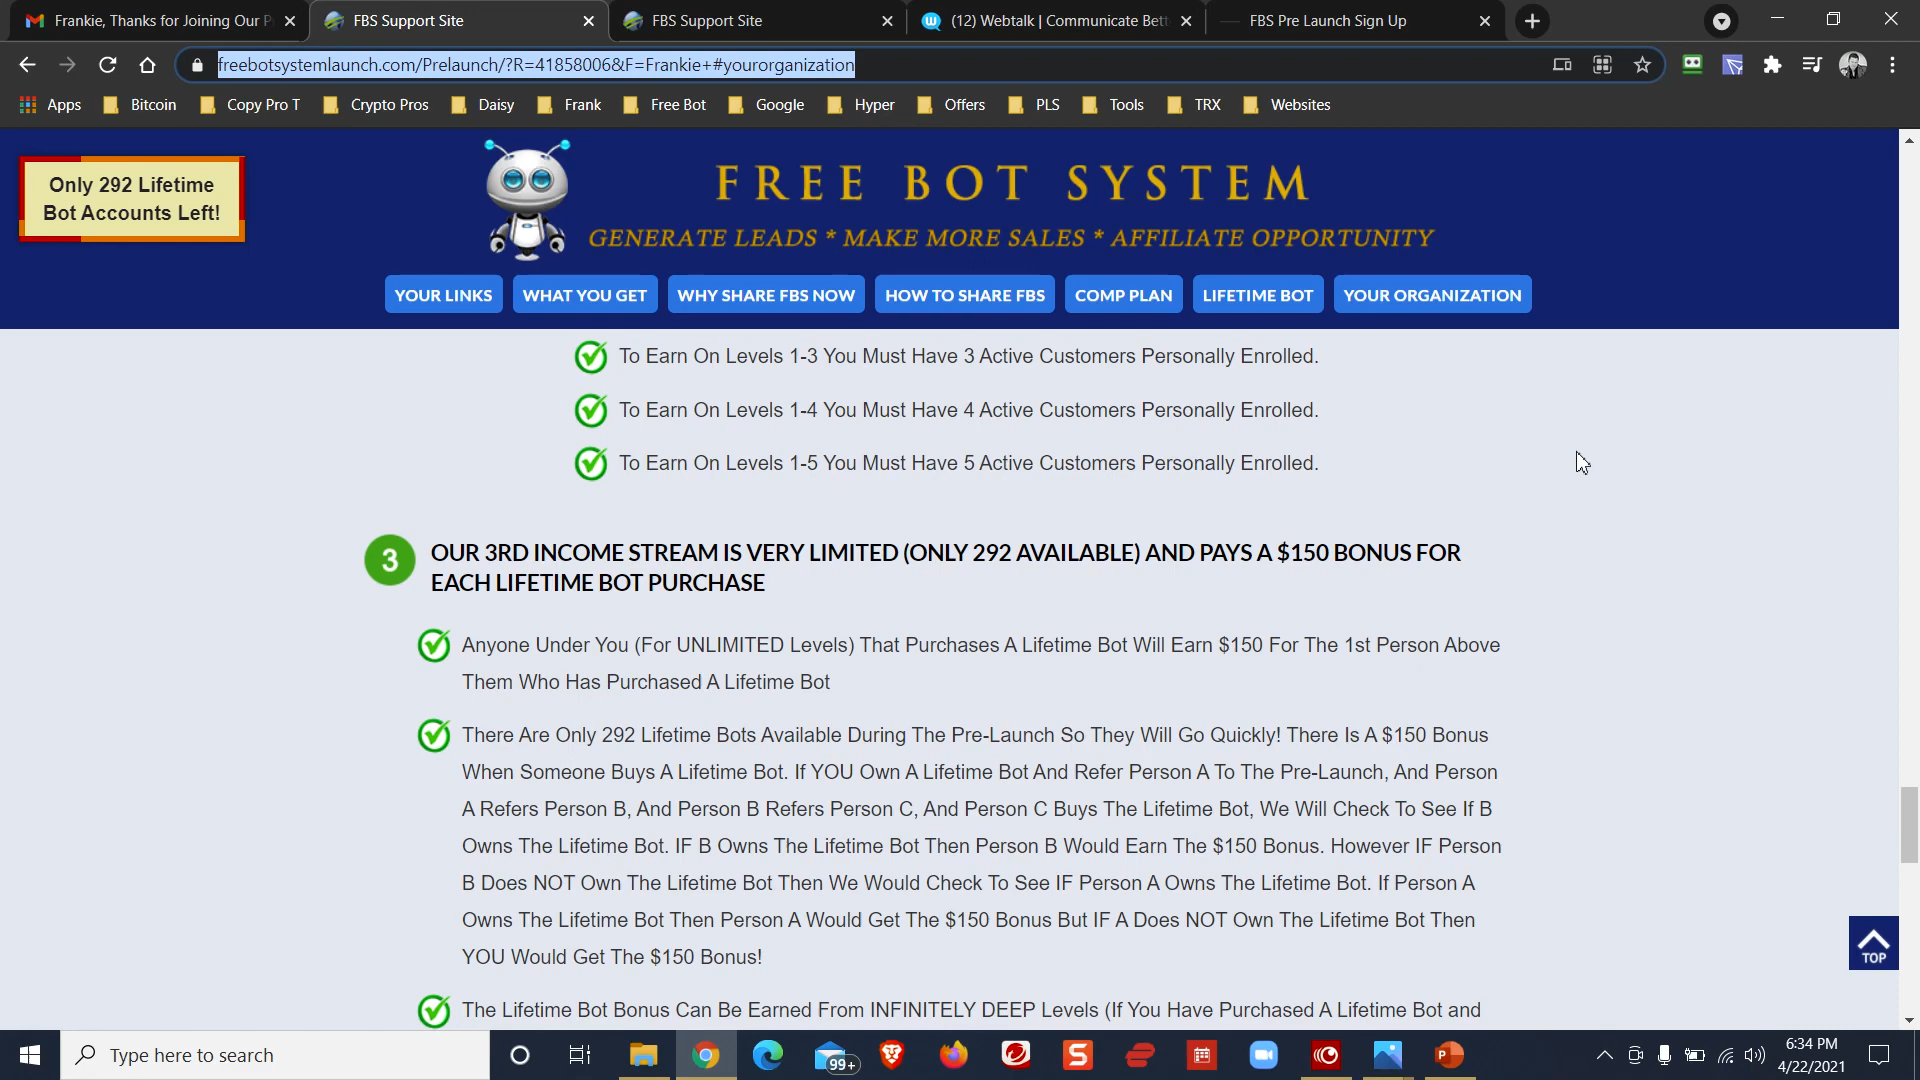 Frankie, Thanks for Joining Our P
FBS Support Site
FBS Support Site
(12) Webtalk | Communicate Bett
FBS Pre Launch Sign Up
freebotsystemlaunch.com/Prelaunch/?R=41858006&F=Frankie+#yourorganization
Apps
Bitcoin
Copy Pro T
Crypto Pros
Daisy
Frank
Free Bot
Google
Hyper
Offers
PLS
Tools
TRX
Websites
Only 292 Lifetime
Bot Accounts Left!
FREE BOT SYSTEM
GENERATE LEADS * MAKE MORE SALES * AFFILIATE OPPORTUNITY
YOUR LINKS
WHAT YOU GET
WHY SHARE FBS NOW
HOW TO SHARE FBS
COMP PLAN
LIFETIME BOT
YOUR ORGANIZATION
To Earn On Levels 1-3 You Must Have 3 Active Customers Personally Enrolled.
To Earn On Levels 1-4 You Must Have 4 Active Customers Personally Enrolled.
To Earn On Levels 1-5 You Must Have 5 Active Customers Personally Enrolled.
3
OUR 3RD INCOME STREAM IS VERY LIMITED (ONLY 292 AVAILABLE) AND PAYS A $150 BONUS FOR
EACH LIFETIME BOT PURCHASE
Anyone Under You (For UNLIMITED Levels) That Purchases A Lifetime Bot Will Earn $150 For The 1st Person Above
Them Who Has Purchased A Lifetime Bot
There Are Only 292 Lifetime Bots Available During The Pre-Launch So They Will Go Quickly! There Is A $150 Bonus
When Someone Buys A Lifetime Bot. If YOU Own A Lifetime Bot And Refer Person A To The Pre-Launch, And Person
A Refers Person B, And Person B Refers Person C, And Person C Buys The Lifetime Bot, We Will Check To See If B
Owns The Lifetime Bot. IF B Owns The Lifetime Bot Then Person B Would Earn The $150 Bonus. However IF Person
B Does NOT Own The Lifetime Bot Then We Would Check To See IF Person A Owns The Lifetime Bot. If Person A
Owns The Lifetime Bot Then Person A Would Get The $150 Bonus But IF A Does NOT Own The Lifetime Bot Then
YOU Would Get The $150 Bonus!
The Lifetime Bot Bonus Can Be Earned From INFINITELY DEEP Levels (If You Have Purchased A Lifetime Bot and
TOP
Type here to search
99+
6:34 PM
4/22/2021